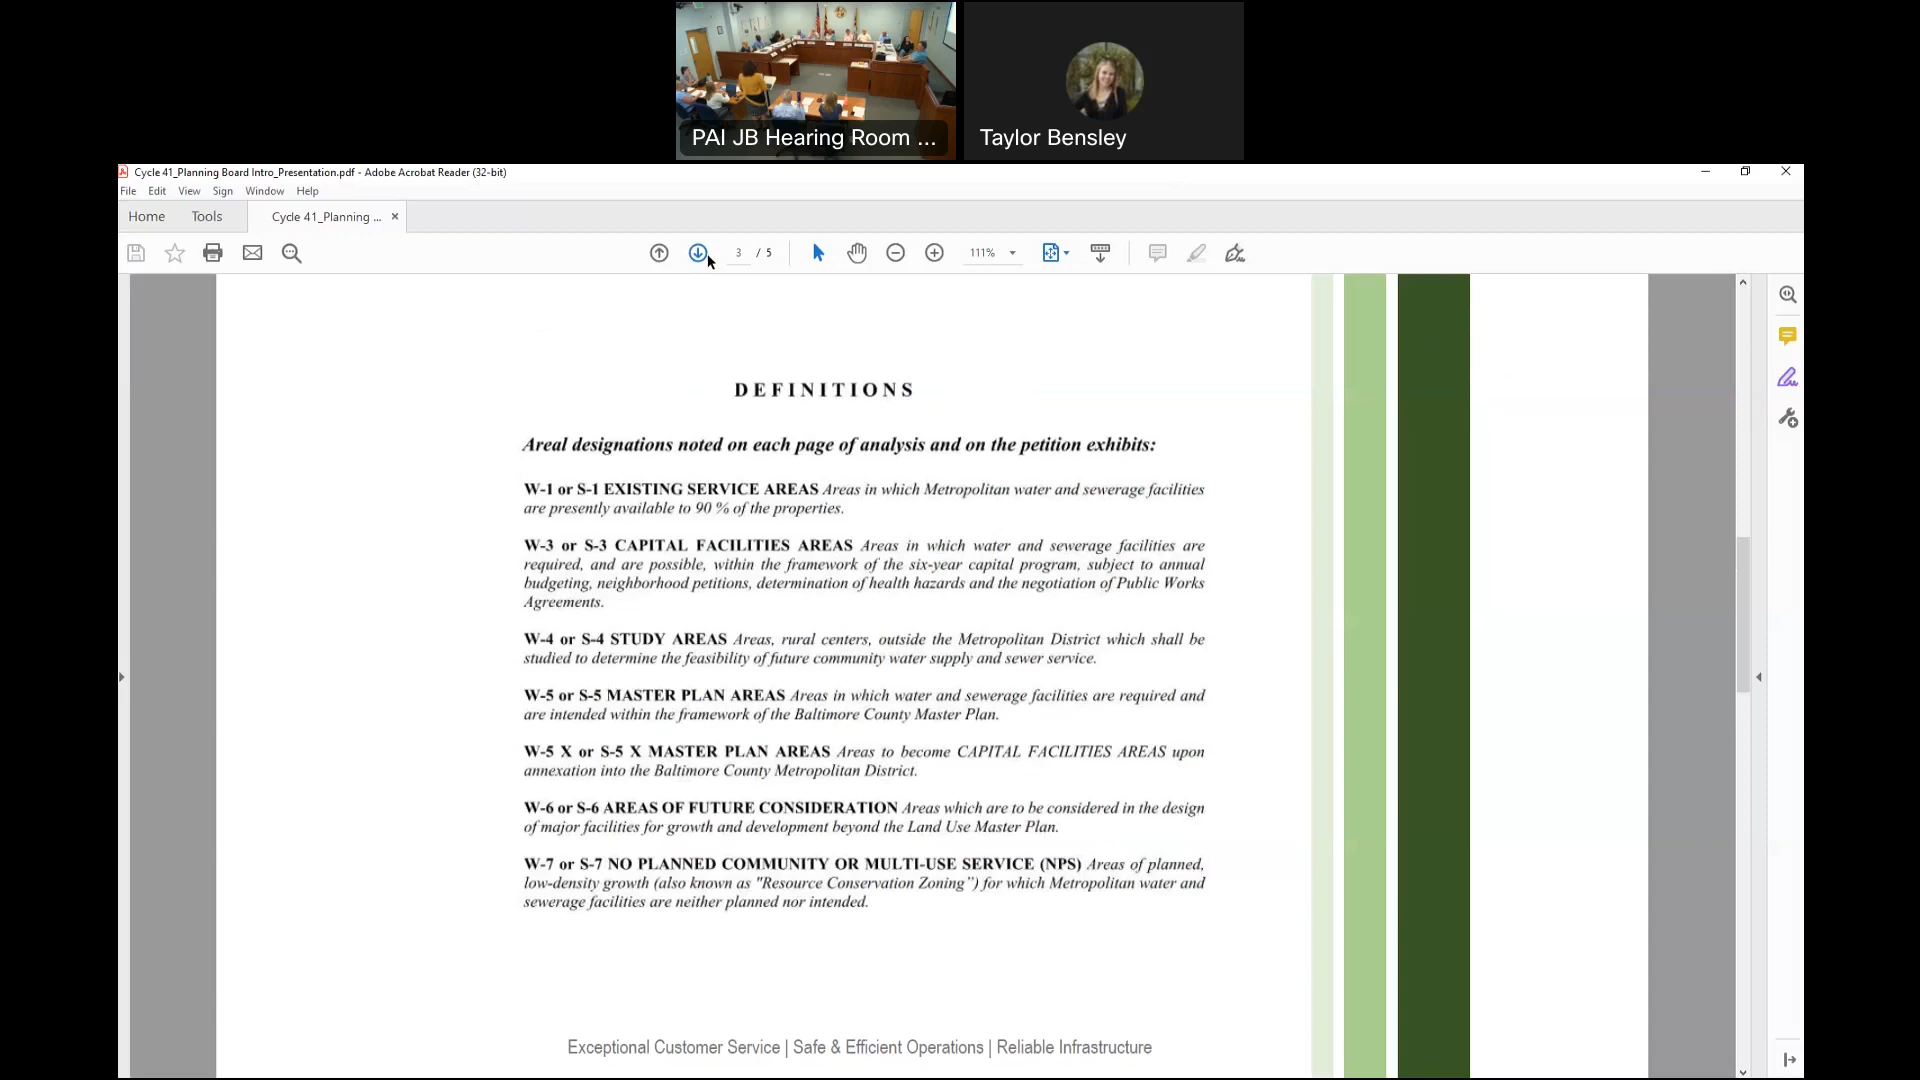 PAI JB Hearing Room ...
Taylor Bensley
Cycle 41_Planning Board Intro_Presentation.pdf - Adobe Acrobat Reader (32-bit)
File Edit View Sign Window Help
Home Tools Cycle 41_Planning ... ×
3 / 5 111%
DEFINITIONS
Areal designations noted on each page of analysis and on the petition exhibits:
W-1 or S-1 EXISTING SERVICE AREAS Areas in which Metropolitan water and sewerage facilities
are presently available to 90 % of the properties.
W-3 or S-3 CAPITAL FACILITIES AREAS Areas in which water and sewerage facilities are
required, and are possible, within the framework of the six-year capital program, subject to annual
budgeting, neighborhood petitions, determination of health hazards and the negotiation of Public Works
Agreements.
W-4 or S-4 STUDY AREAS Areas, rural centers, outside the Metropolitan District which shall be
studied to determine the feasibility of future community water supply and sewer service.
W-5 or S-5 MASTER PLAN AREAS Areas in which water and sewerage facilities are required and
are intended within the framework of the Baltimore County Master Plan.
W-5 X or S-5 X MASTER PLAN AREAS Areas to become CAPITAL FACILITIES AREAS upon
annexation into the Baltimore County Metropolitan District.
W-6 or S-6 AREAS OF FUTURE CONSIDERATION Areas which are to be considered in the design
of major facilities for growth and development beyond the Land Use Master Plan.
W-7 or S-7 NO PLANNED COMMUNITY OR MULTI-USE SERVICE (NPS) Areas of planned,
low-density growth (also known as "Resource Conservation Zoning”) for which Metropolitan water and
sewerage facilities are neither planned nor intended.
Exceptional Customer Service | Safe & Efficient Operations | Reliable Infrastructure